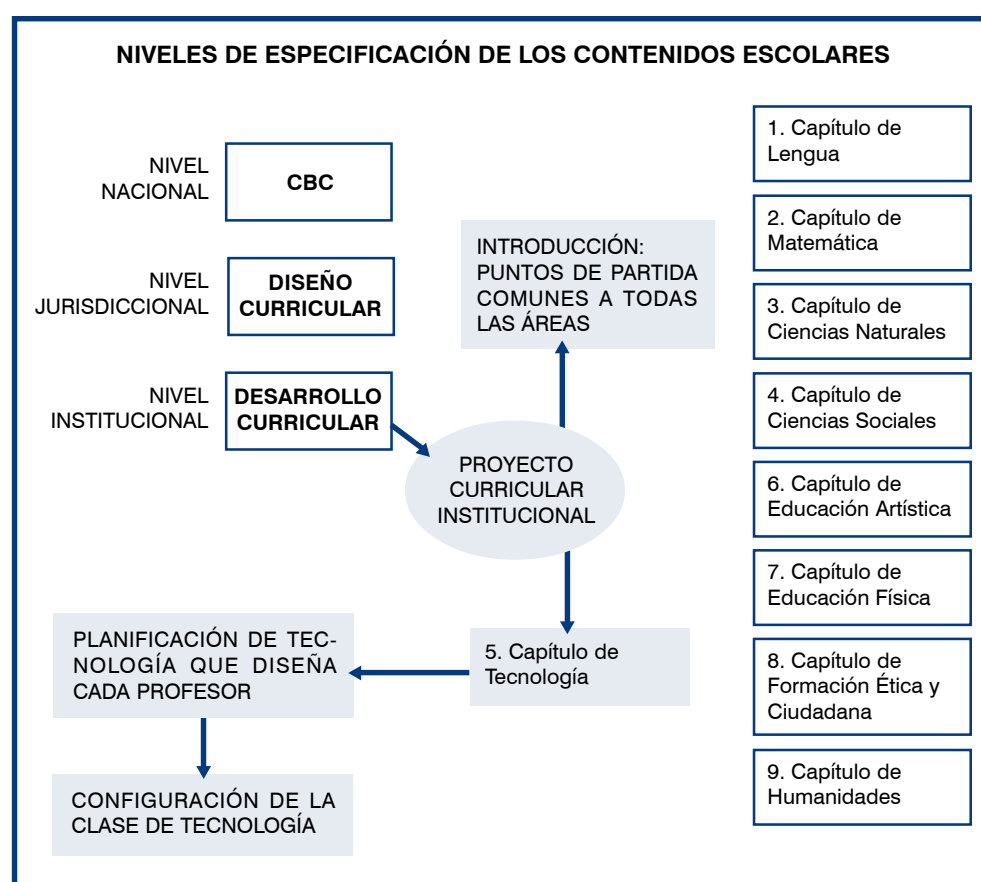 NIVELES DE ESPECIFICACIÓN DE LOS CONTENIDOS ESCOLARES
NIVEL
NACIONAL
CBC
NIVEL
JURISDICCIONAL
DISEÑO
CURRICULAR
NIVEL
INSTITUCIONAL
DESARROLLO
CURRICULAR
INTRODUCCIÓN:
PUNTOS DE PARTIDA
COMUNES A TODAS
LAS ÁREAS
PROYECTO
CURRICULAR
INSTITUCIONAL
5. Capítulo de
Tecnología
PLANIFICACIÓN DE TEC-
NOLOGÍA QUE DISEÑA
CADA PROFESOR
CONFIGURACIÓN DE LA
CLASE DE TECNOLOGÍA
1. Capítulo de
Lengua
2. Capítulo de
Matemática
3. Capítulo de
Ciencias Naturales
4. Capítulo de
Ciencias Sociales
6. Capítulo de
Educación Artística
7. Capítulo de
Educación Física
8. Capítulo de
Formación Ética y
Ciudadana
9. Capítulo de
Humanidades